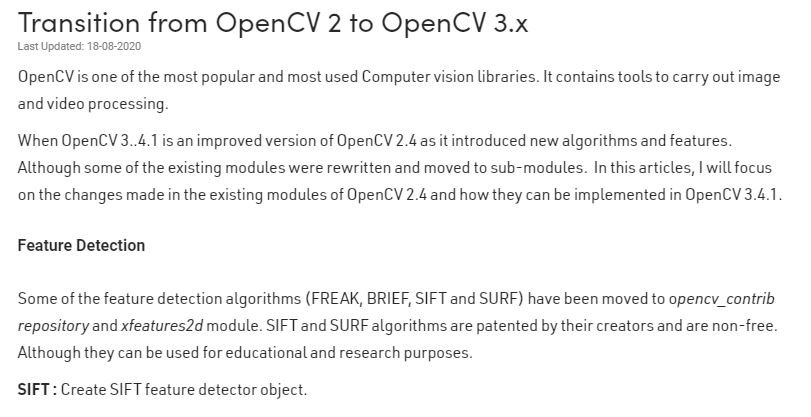 Transition from OpenCV 2 to OpenCV 3.x
Last Updated: 18-08-2020
OpenCV is one of the most popular and most used Computer vision libraries. It contains tools to carry out image
and video processing.
When OpenCV 3..4.1 is an improved version of OpenCV 2.4 as it introduced new algorithms and features.
Although some of the existing modules were rewritten and moved to sub-modules.  In this articles, I will focus
on the changes made in the existing modules of OpenCV 2.4 and how they can be implemented in OpenCV 3.4.1.
Feature Detection
Some of the feature detection algorithms (FREAK, BRIEF, SIFT and SURF) have been moved to opencv_contrib
repository and xfeatures2d module. SIFT and SURF algorithms are patented by their creators and are non-free.
Although they can be used for educational and research purposes.
SIFT : Create SIFT feature detector object.